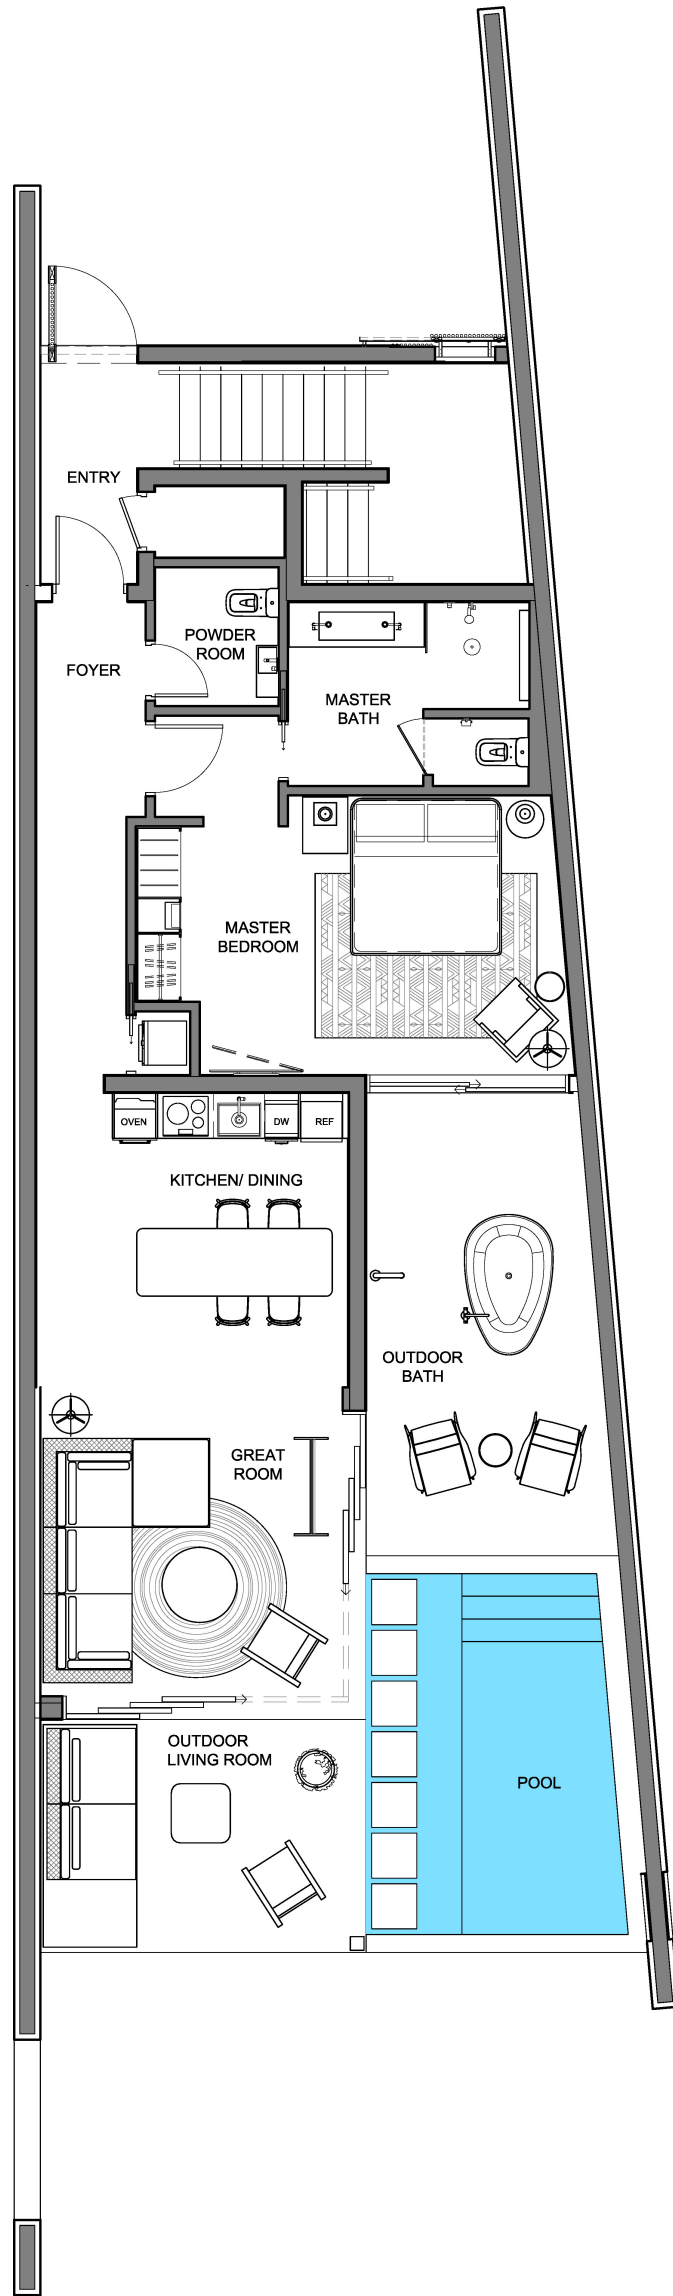 ENTRY
POWDER
ROOM
FOYER
MASTER
BATH
MASTER
BEDROOM
OVEN
DW
REF
KITCHEN/ DINING
OUTDOOR
BATH
GREAT
ROOM
OUTDOOR
LIVING ROOM
POOL